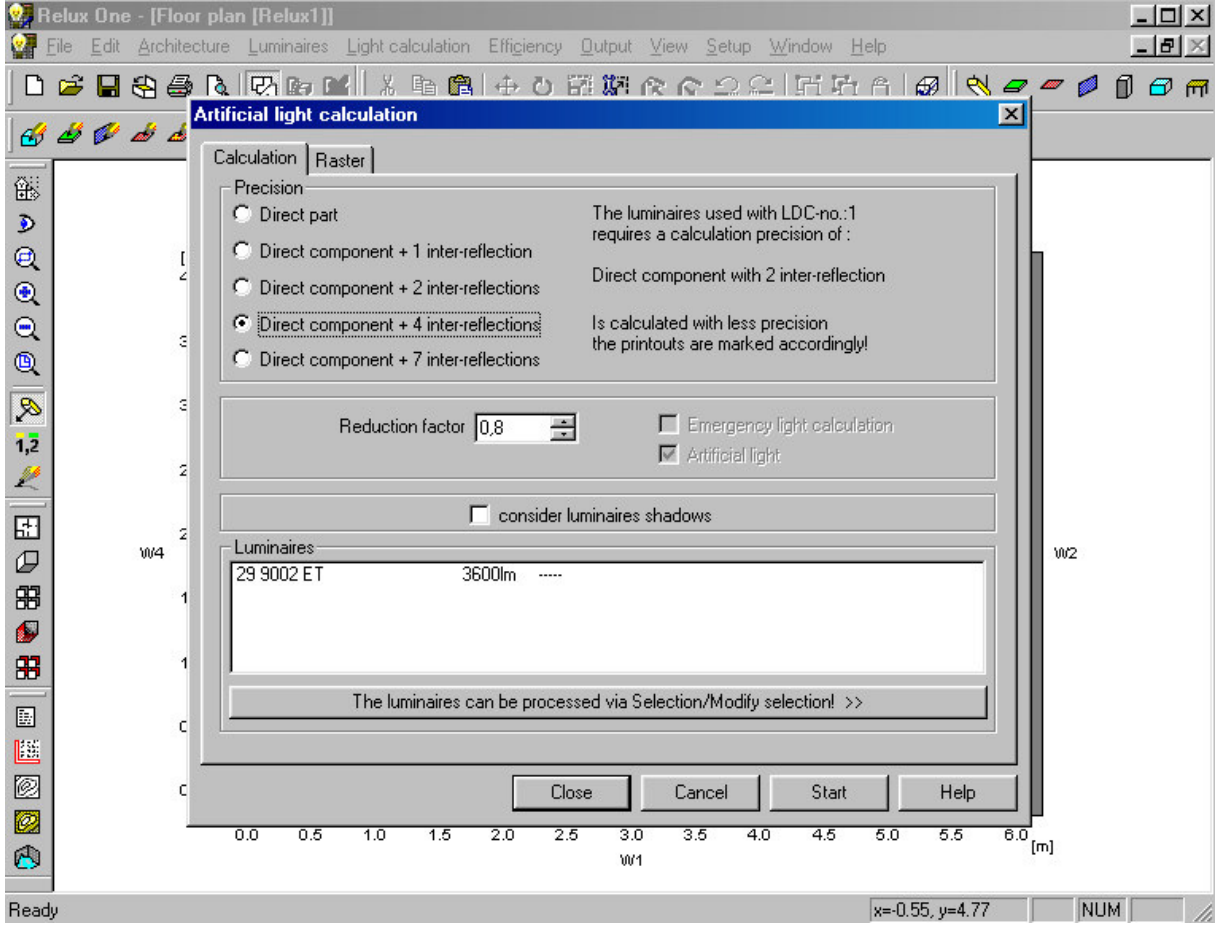 Relux One - [Floor plan [Relux1]]
File Edit Architecture Luminaires Light calculation Efficiency Output View Setup Window Help
Artificial light calculation
Calculation Raster
Precision
Direct part
Direct component + 1 inter-reflection
Direct component + 2 inter-reflections
Direct component + 4 inter-reflections
Direct component + 7 inter-reflections
The luminaires used with LDC-no.:1
requires a calculation precision of :
Direct component with 2 inter-reflection
Is calculated with less precision
the printouts are marked accordingly!
Reduction factor 0,8
Emergency light calculation
Artificial light
consider luminaires shadows
Luminaires
29 9002 ET 3600lm -----
The luminaires can be processed via Selection/Modify selection! >>
Close Cancel Start Help
1,2
W4
W2
0.0 0.5 1.0 1.5 2.0 2.5 3.0 3.5 4.0 4.5 5.0 5.5 6.0 [m]
W1
Ready x=-0.55, y=4.77 NUM